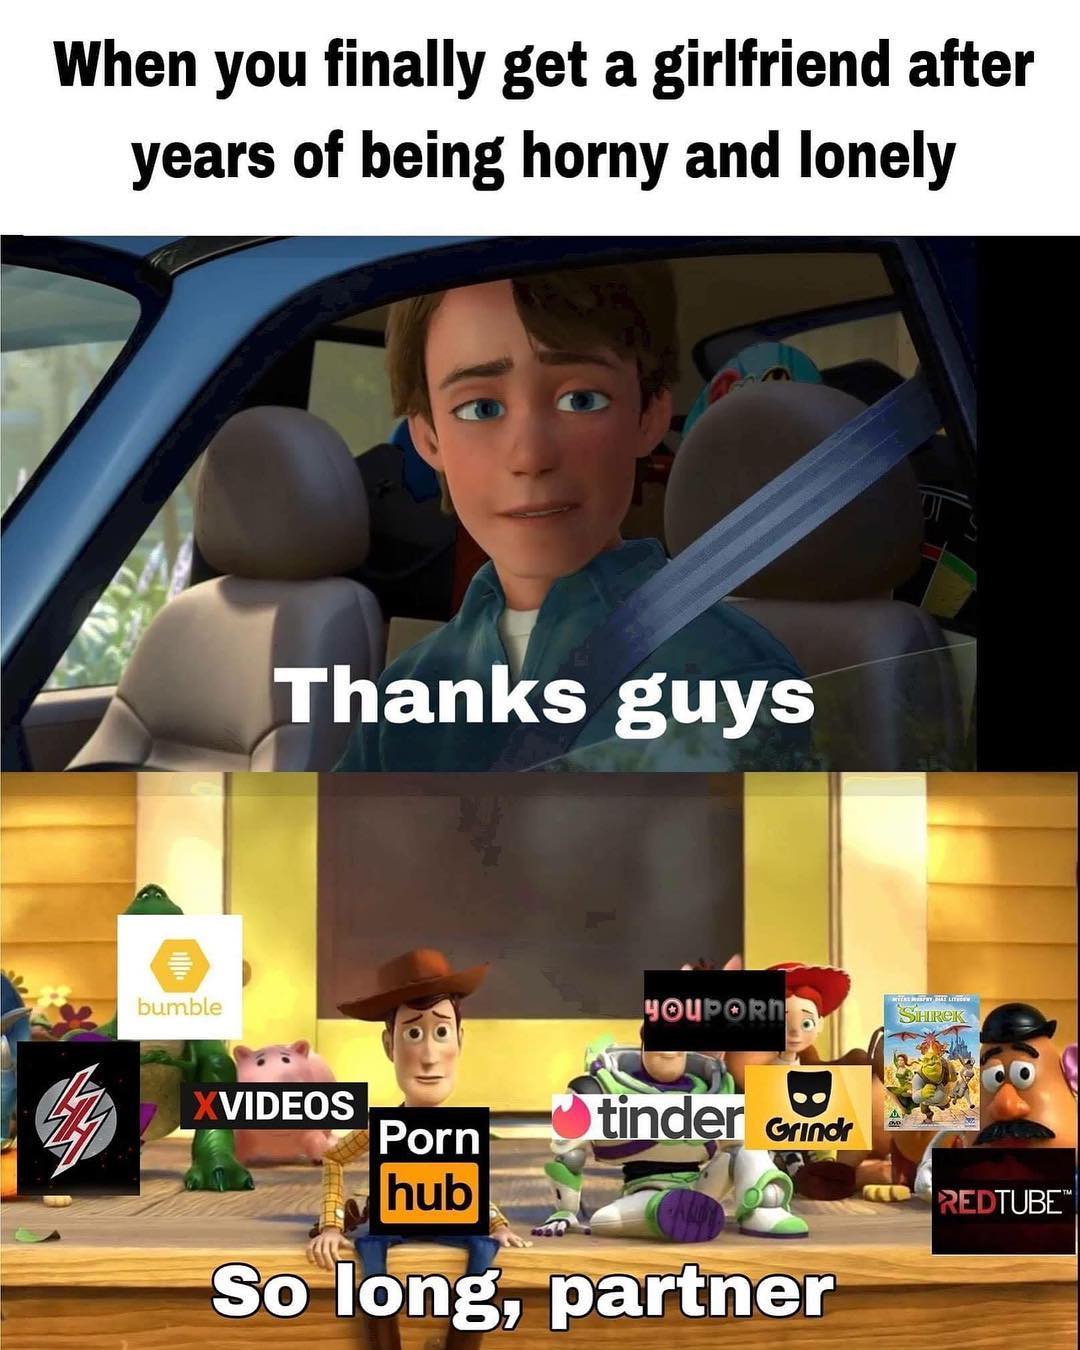 When you finally get a girlfriend after
years of being horny and lonely
Thanks guys
bumble
YOUPORN
SHREK
XVIDEOS
Porn
hub
tinder
Grindr
REDTUBE™
So long, partner